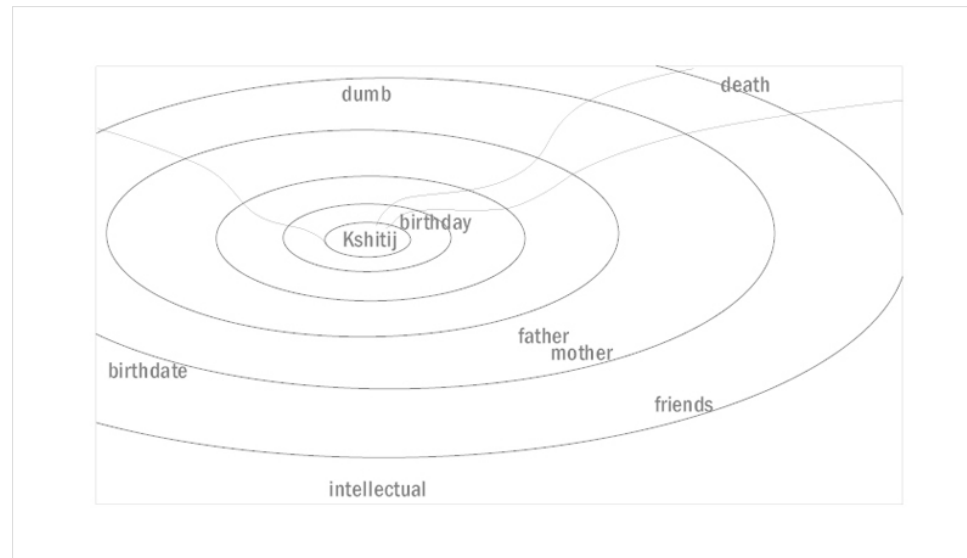 death
dumb
birthday
Kshitij
father
mother
birthdate
friends
intellectual